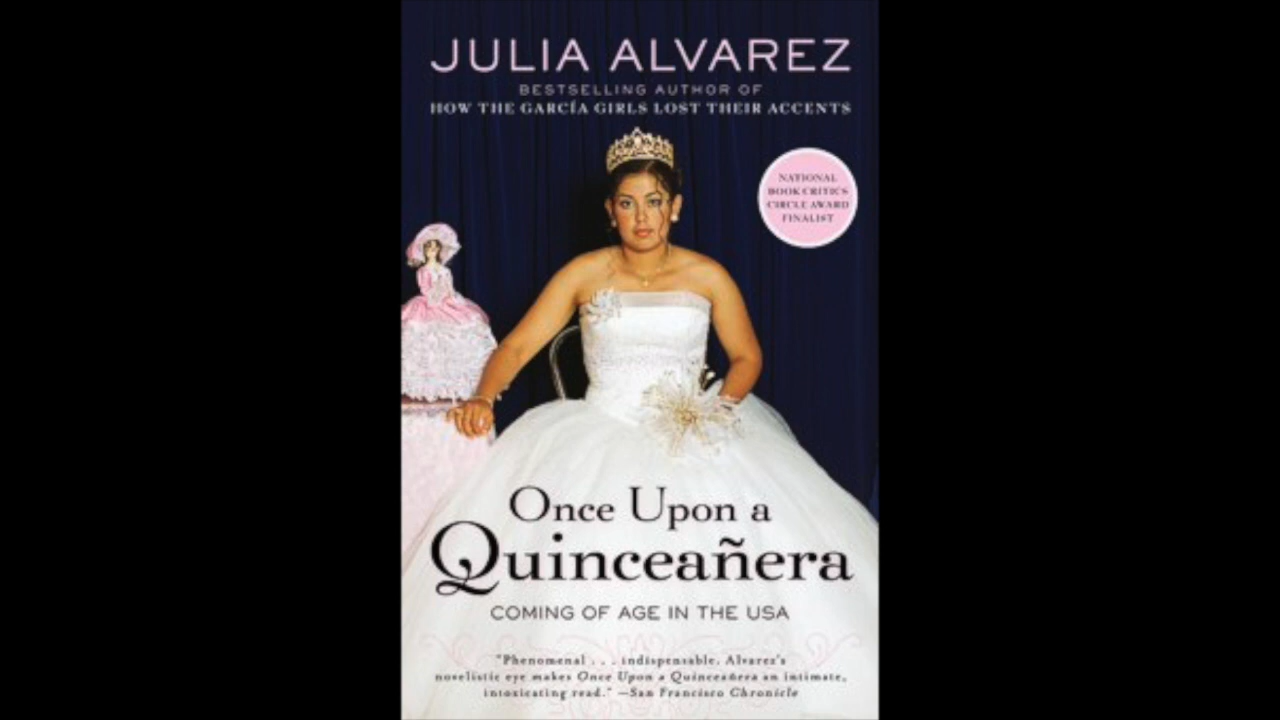 JULIA ALVAREZ
BESTSELLING AUTHOR OF
HOW THE GARCÍA GIRLS LOST THEIR ACCENTS
NATIONAL
BOOK CRITICS
CIRCLE AWARD
FINALIST
Once Upon a
Quinceañera
COMING OF AGE IN THE USA
"Phenomenal . . . indispensable. Alvarez's
novelistic eye makes Once Upon a Quinceañera an intimate,
intoxicating read." —San Francisco Chronicle